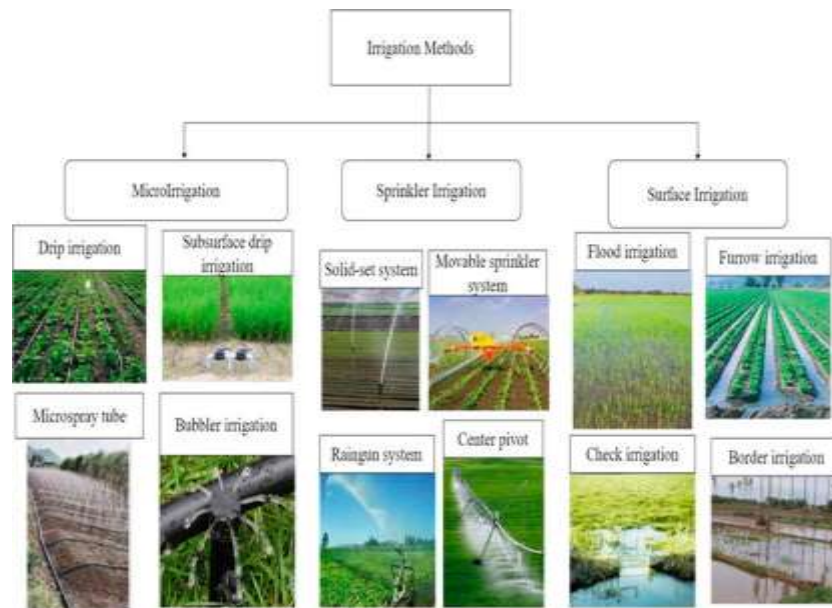 Irrigation Methods
MicroIrrigation
Sprinkler Irrigation
Surface Irrigation
Drip irrigation
Subsurface drip
irrigation
Solid-set system
Movable sprinkler
system
Flood irrigation
Furrow irrigation
Microspray tube
Bubbler irrigation
Raingun system
Center pivot
Check irrigation
Border irrigation